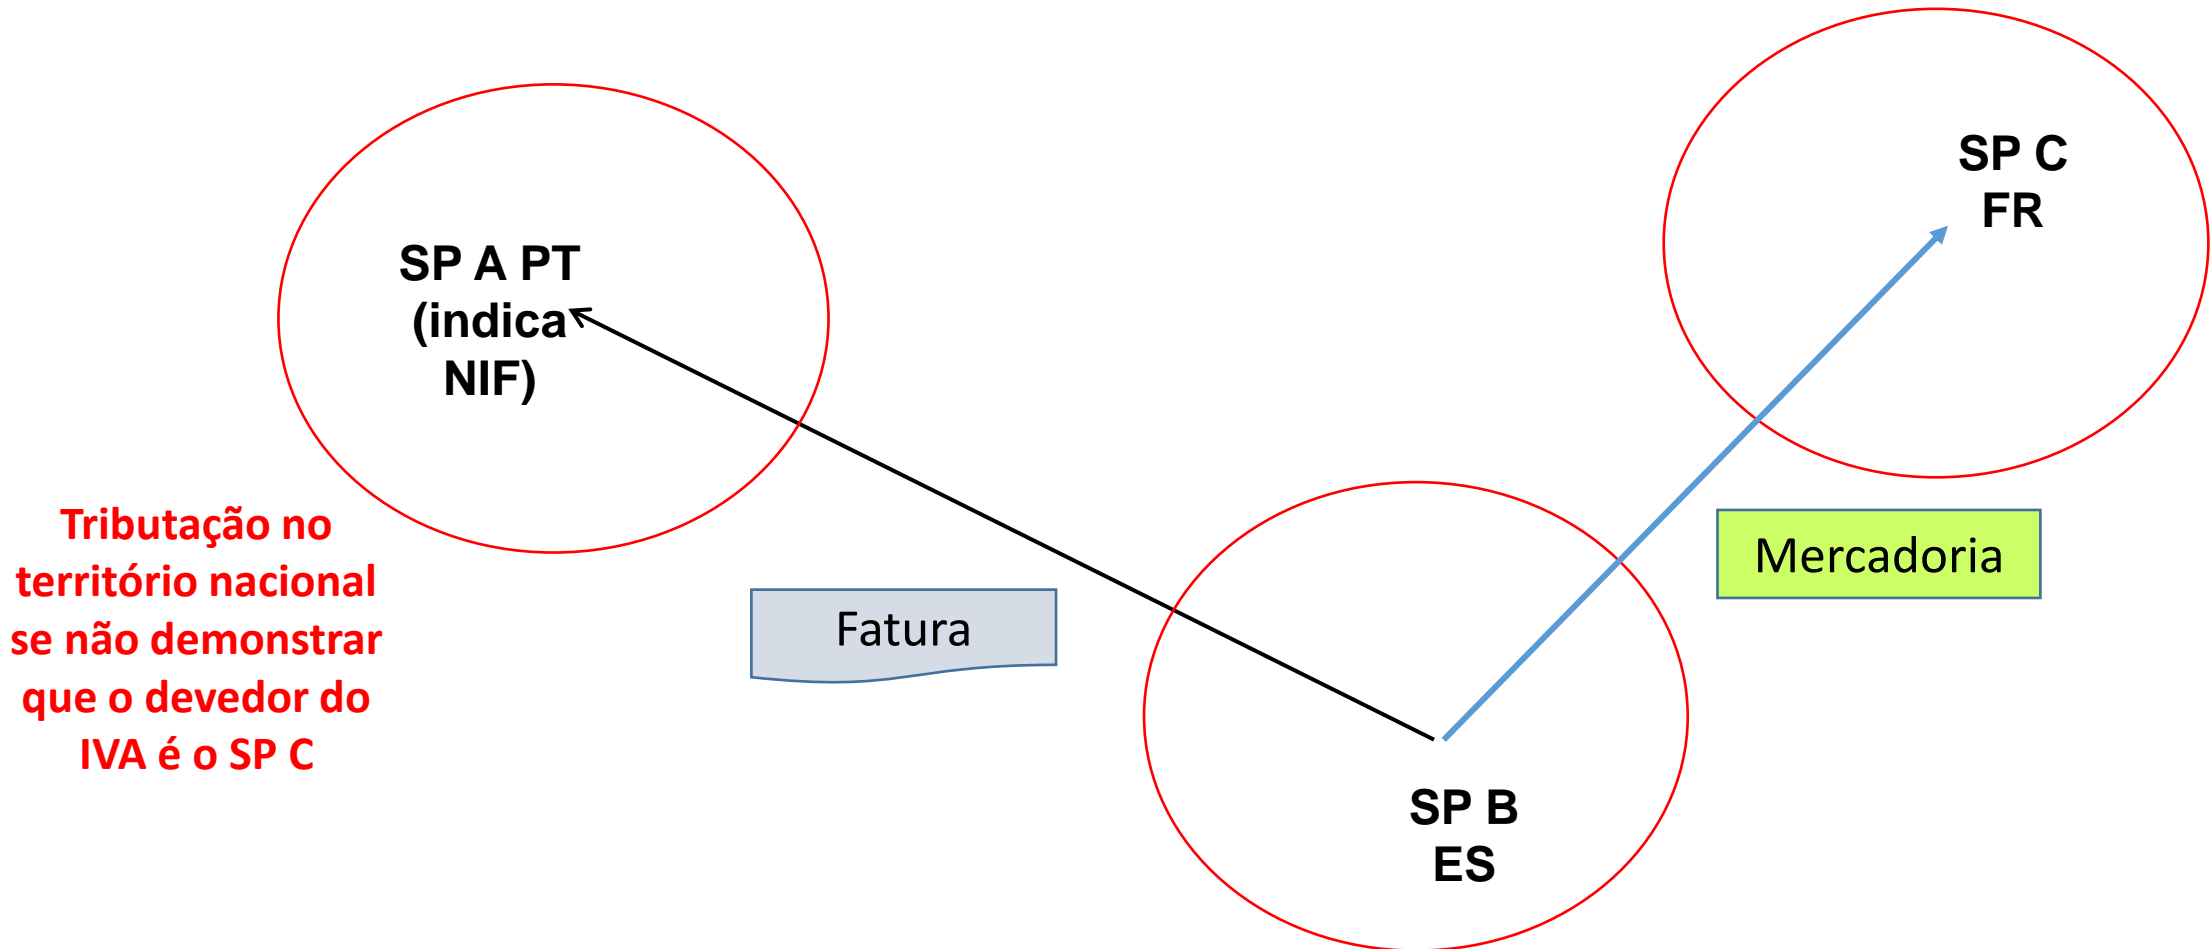 SP C
FR
SP A PT
(indica
NIF)
Tributação no
território nacional
se não demonstrar
que o devedor do
IVA é o SP C
Fatura
Mercadoria
SP B
ES